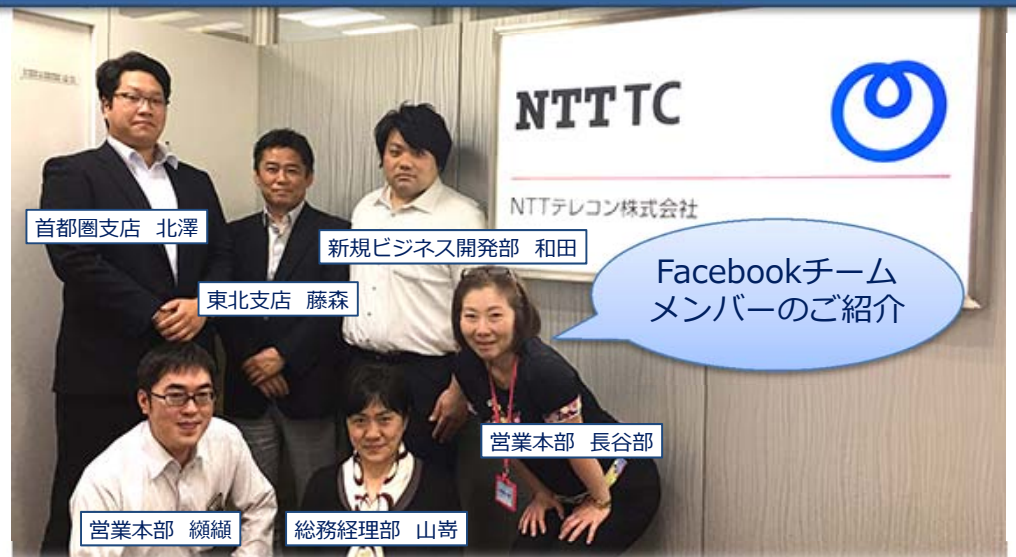 NTT TC
NTTテレコン株式会社
首都圏支店 北澤
新規ビジネス開発部 和田
東北支店 藤森
Facebookチーム
メンバーのご紹介
営業本部 長谷部
営業本部 纐纈
総務経理部 山嵜